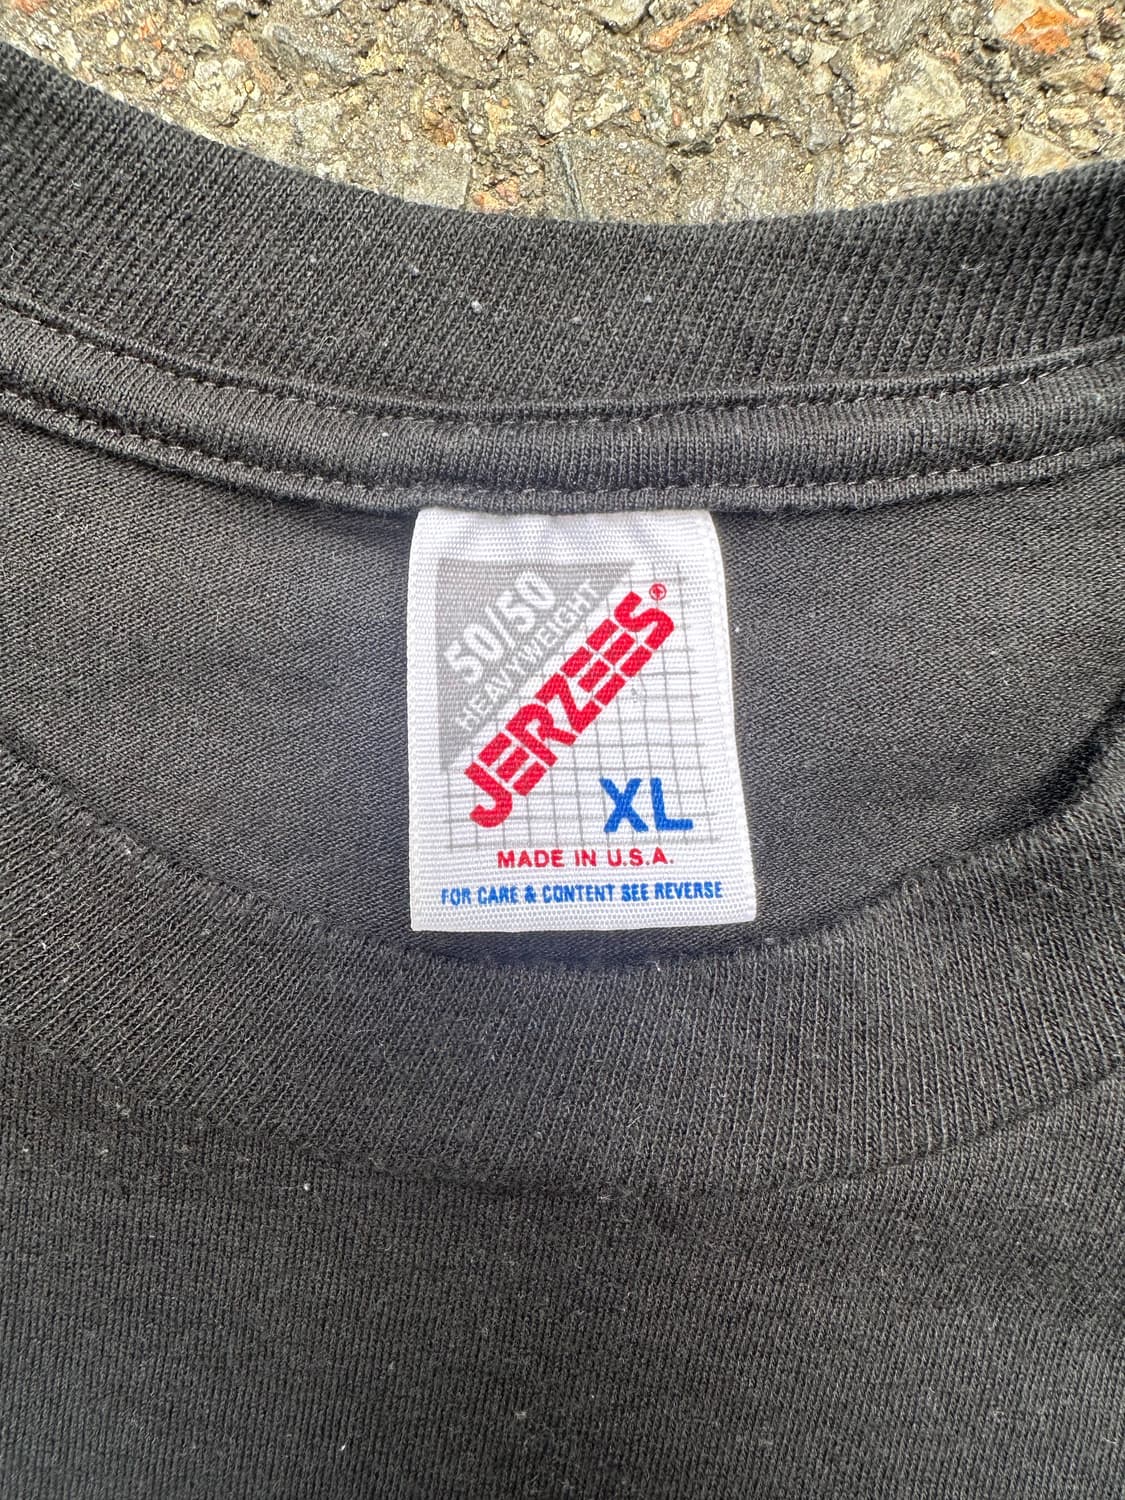 50/50
HEAVYWEIGHT
JERZEES®
XL
MADE IN U.S.A.
FOR CARE & CONTENT SEE REVERSE